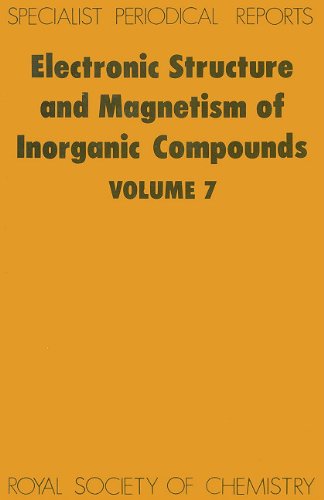 SPECIALIST PERIODICAL REPORTS
Electronic Structure
and Magnetism of
Inorganic Compounds
VOLUME 7
ROYAL SOCIETY OF CHEMISTRY